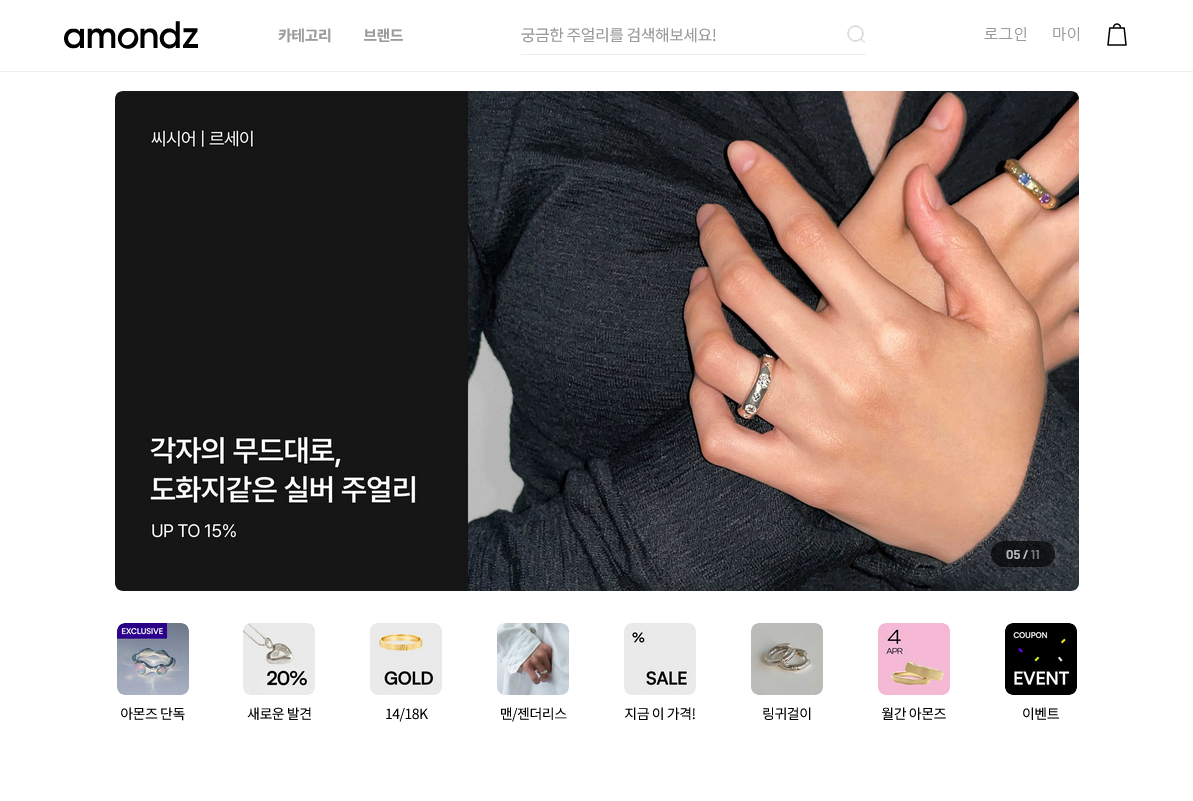 amondz
카테고리
브랜드
궁금한 주얼리를 검색해보세요!
로그인
마이
씨시어 | 르세이
각자의 무드대로,
도화지같은 실버 주얼리
UP TO 15%
05 / 11
EXCLUSIVE
아몬즈 단독
20%
새로운 발견
GOLD
14/18K
맨/젠더리스
%
SALE
지금 이 가격!
링귀걸이
4
APR
월간 아몬즈
COUPON
EVENT
이벤트